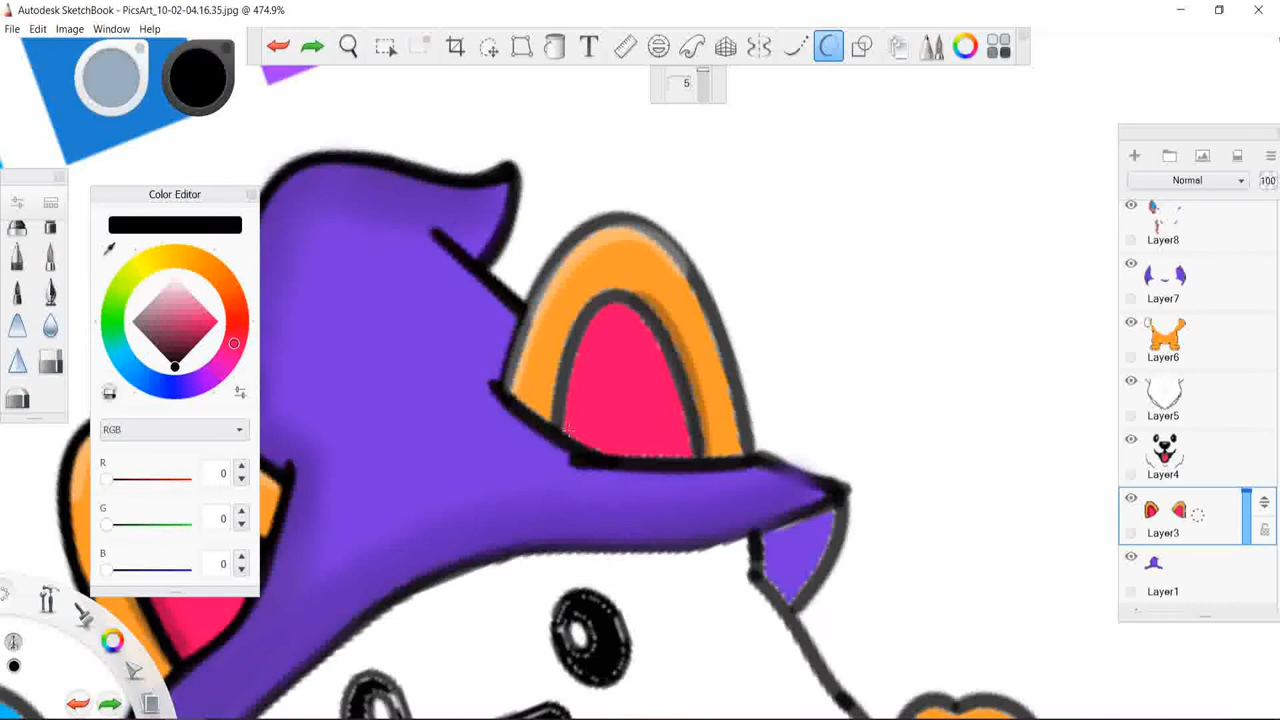 Autodesk SketchBook - PicsArt_10-02-04.16.35.jpg @ 474.9%
File Edit Image Window Help
5
Normal 100
Color Editor
Layer8
Layer7
Layer6
RGB
Layer5
R 0
Layer4
G 0
Layer3
B 0
Layer1